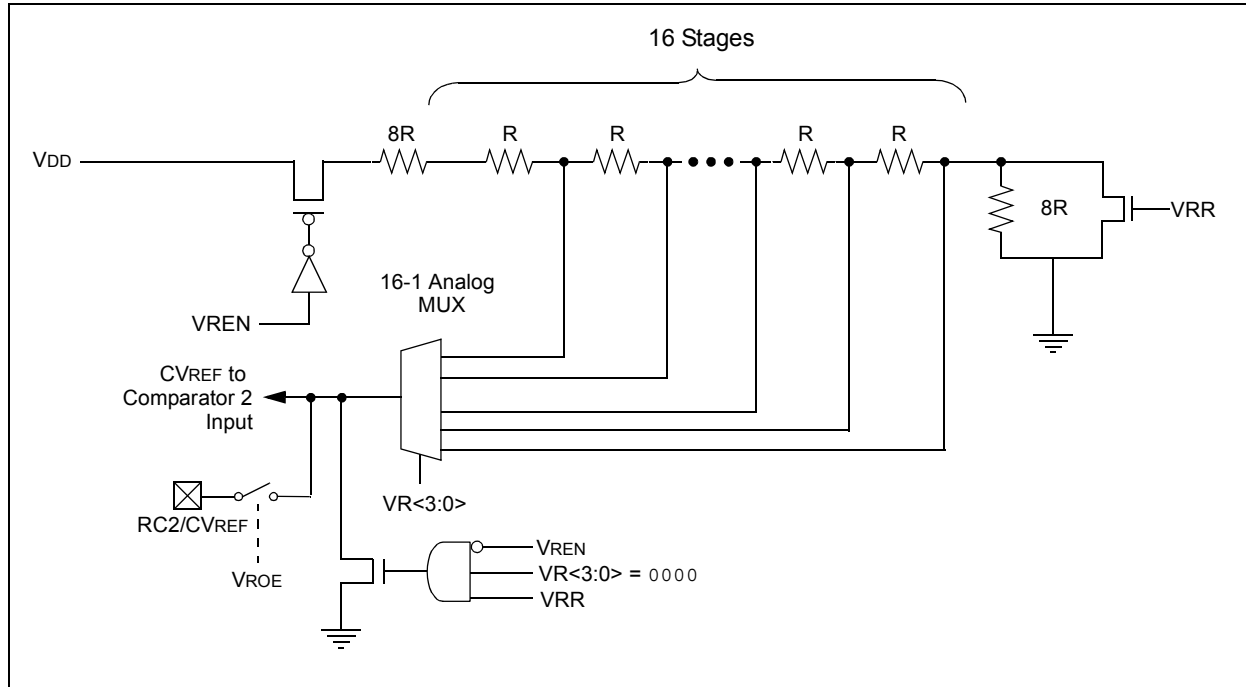 16 Stages
8R
R
R
R
R
VDD
8R
VRR
16-1 Analog
MUX
VREN
CVREF to
Comparator 2
Input
VR<3:0>
RC2/CVREF
VROE
VREN
VR<3:0> = 0000
VRR